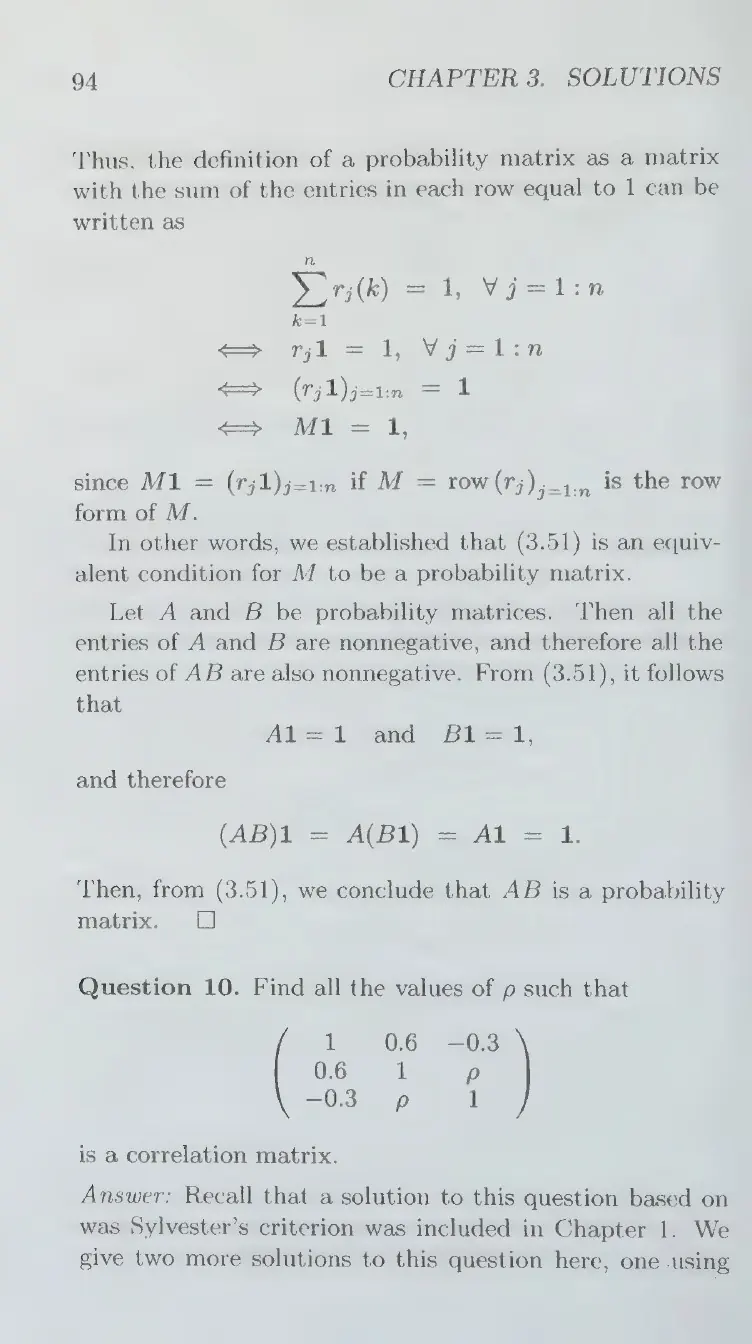 94 CHAPTER 3. SOLUTIONS
Thus, the definition of a probability matrix as a matrix
with the sum of the entries in each row equal to 1 can be
written as
n
∑ rj(k) = 1, ∀ j = 1 : n
k=1
⟺ rj1 = 1, ∀ j = 1 : n
⟺ (rj1)j=1:n = 1
⟺ M1 = 1,
since M1 = (rj1)j=1:n if M = row (rj)j=1:n is the row
form of M.
In other words, we established that (3.51) is an equiv-
alent condition for M to be a probability matrix.
Let A and B be probability matrices. Then all the
entries of A and B are nonnegative, and therefore all the
entries of AB are also nonnegative. From (3.51), it follows
that
A1 = 1 and B1 = 1,
and therefore
(AB)1 = A(B1) = A1 = 1.
Then, from (3.51), we conclude that AB is a probability
matrix. □
Question 10. Find all the values of ρ such that
( 1 0.6 −0.3 )
0.6 1 ρ
−0.3 ρ 1
is a correlation matrix.
Answer: Recall that a solution to this question based on
was Sylvester's criterion was included in Chapter 1. We
give two more solutions to this question here, one using